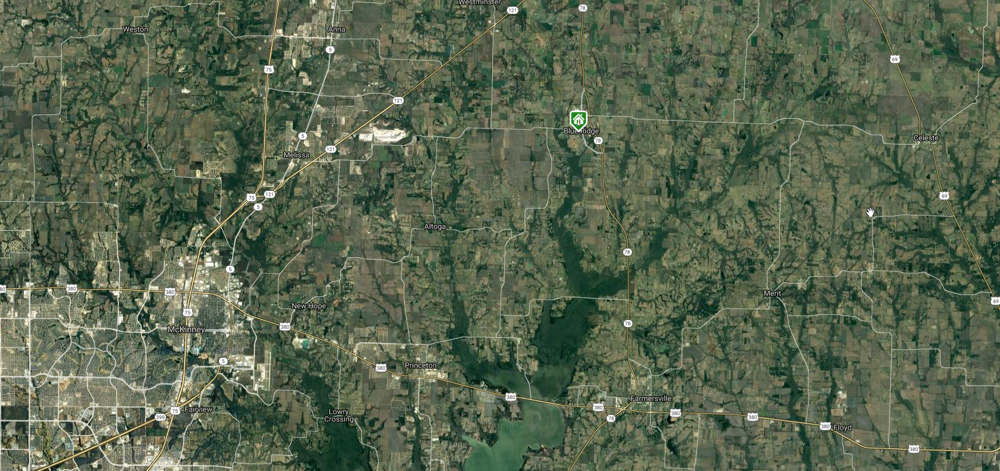 Westminster
121
78
Weston
Anna
5
75
69
121
Blue Ridge
5
78
Celeste
121
Melissa
75
121
5
69
Altoga
78
5
380
380
380
Merit
69
New Hope
75
78
380
McKinney
5
380
Princeton
380
Farmersville
75
Fairview
399
380
380
78
380
Lowry
Crossing
380
Floyd
380